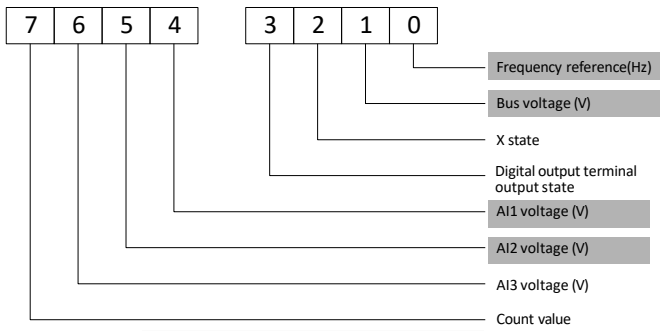 7 6 5 4 3 2 1 0
Frequency reference(Hz)
Bus voltage (V)
X state
Digital output terminal
output state
AI1 voltage (V)
AI2 voltage (V)
AI3 voltage (V)
Count value